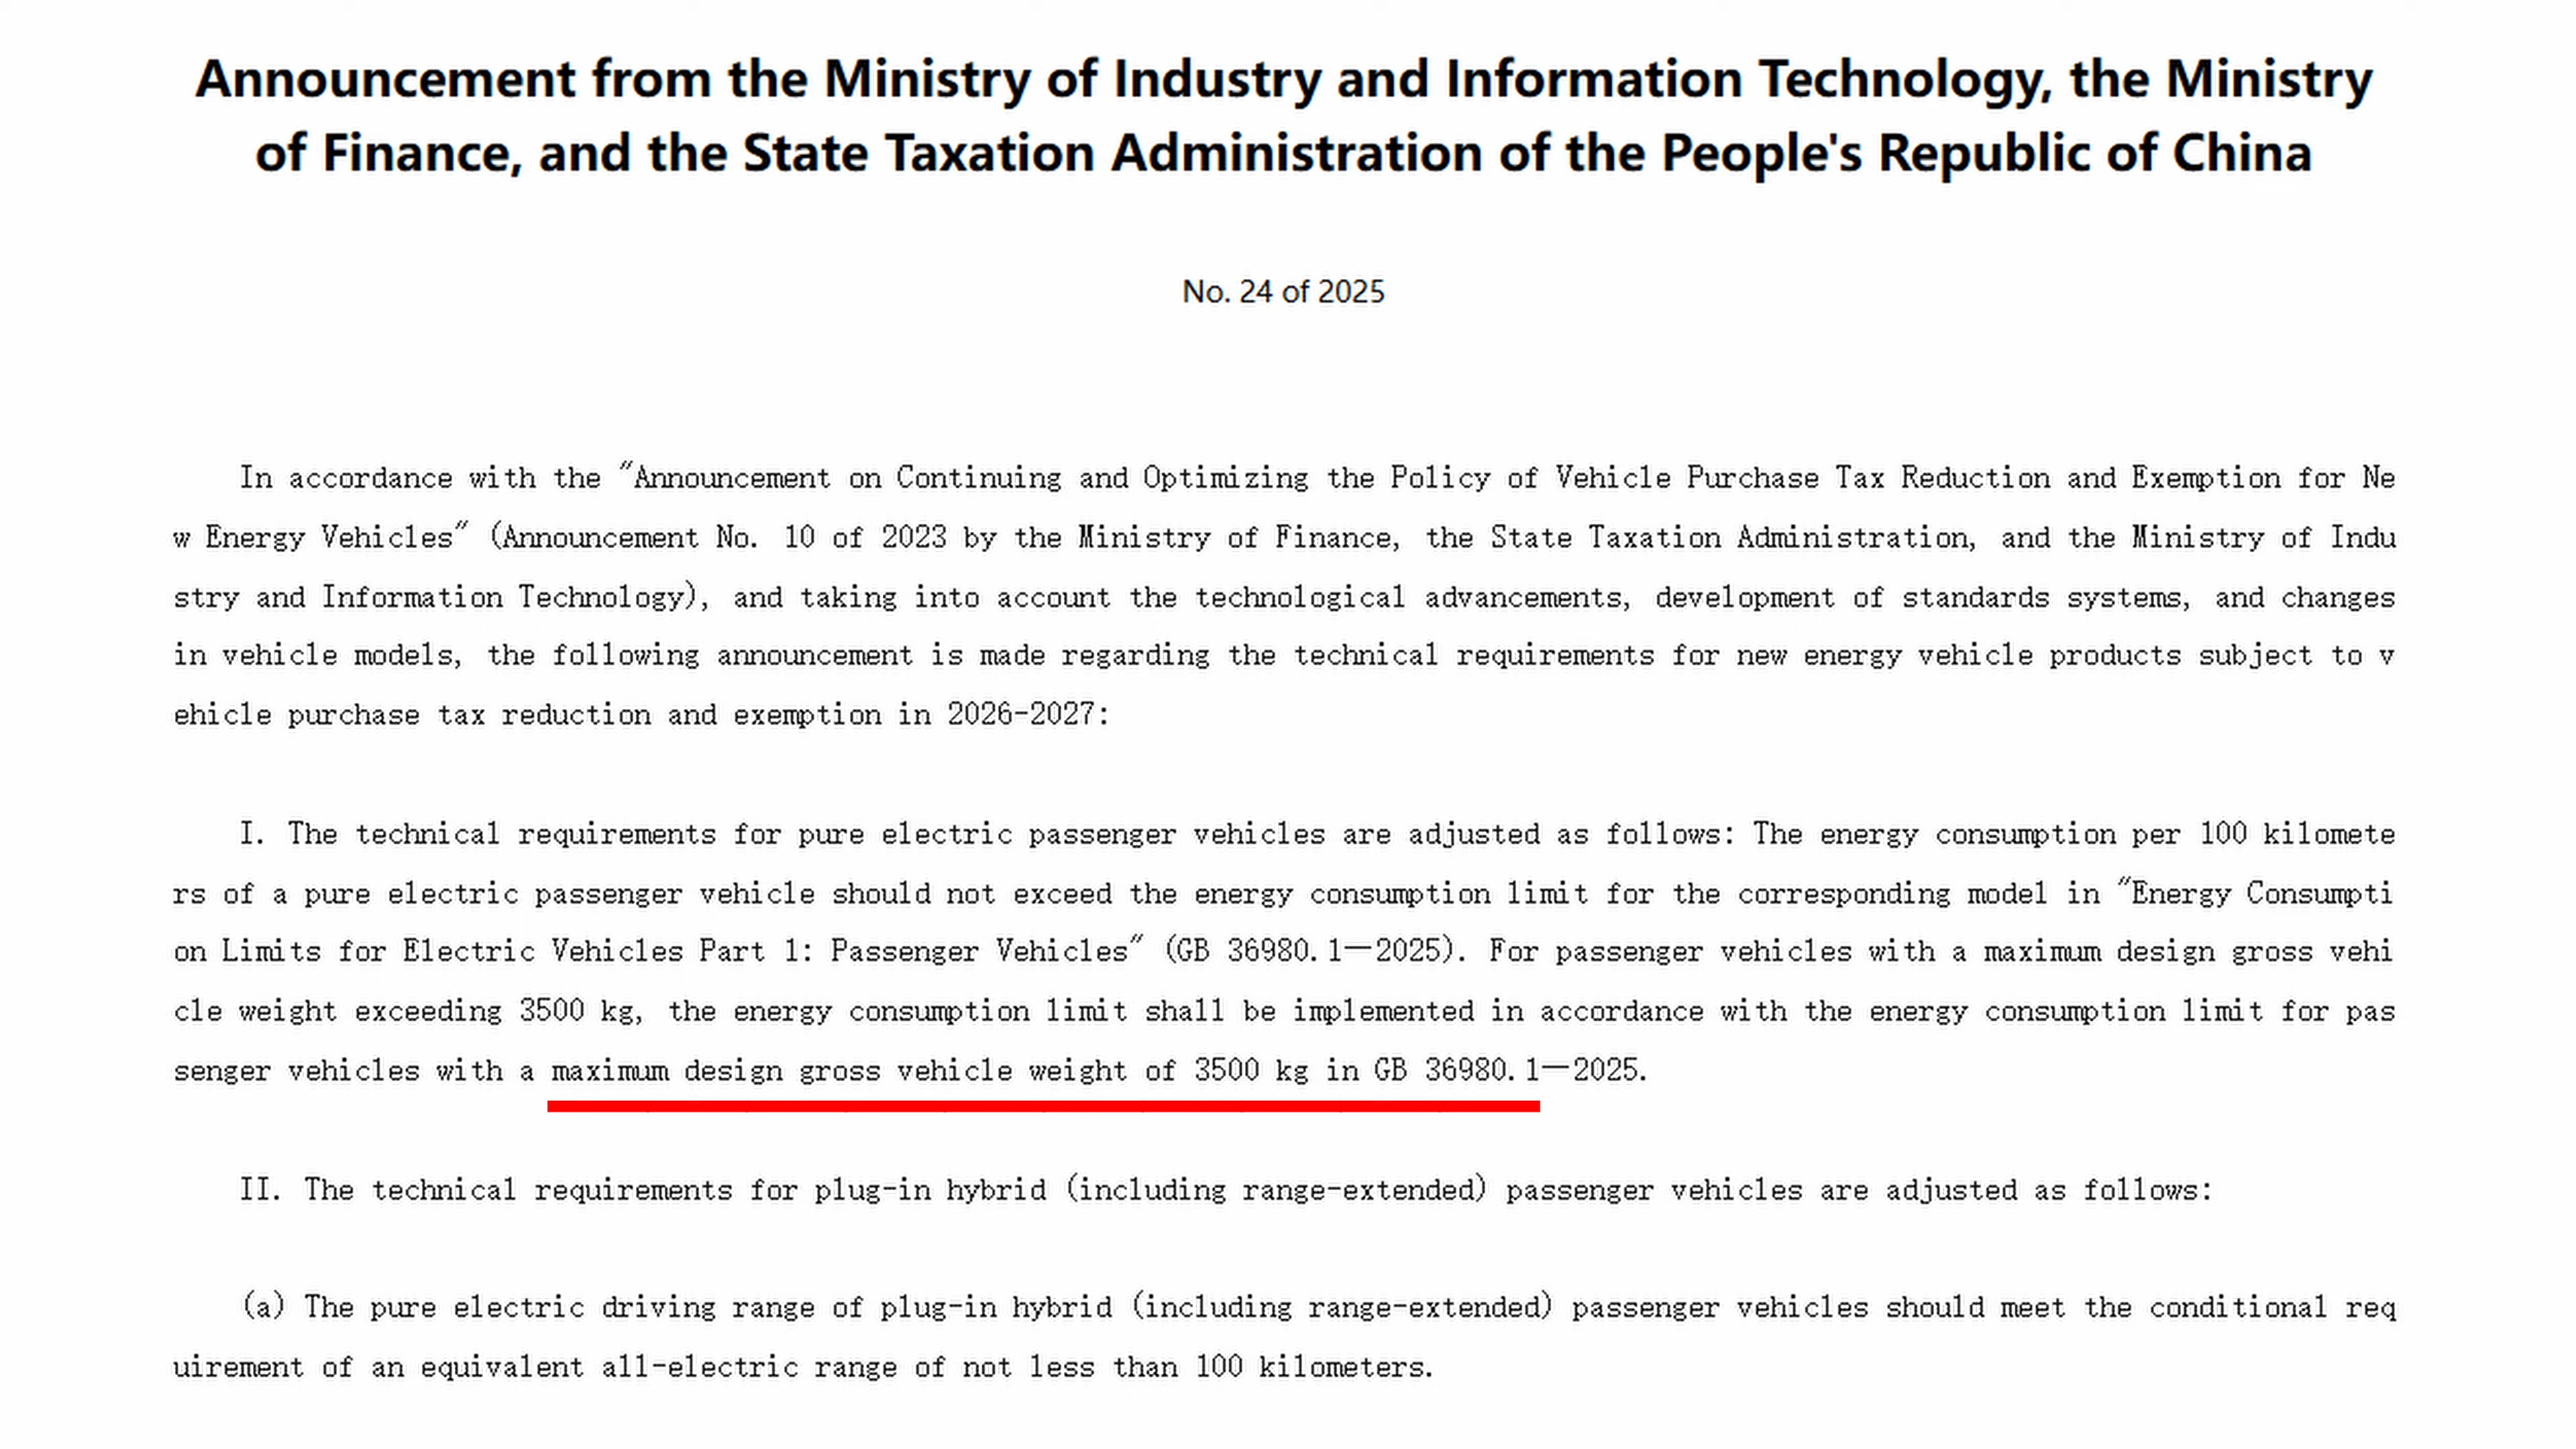 Announcement from the Ministry of Industry and Information Technology, the Ministry
of Finance, and the State Taxation Administration of the People's Republic of China
No. 24 of 2025
In accordance with the "Announcement on Continuing and Optimizing the Policy of Vehicle Purchase Tax Reduction and Exemption for Ne
w Energy Vehicles" (Announcement No. 10 of 2023 by the Ministry of Finance, the State Taxation Administration, and the Ministry of Indu
stry and Information Technology), and taking into account the technological advancements, development of standards systems, and changes
in vehicle models, the following announcement is made regarding the technical requirements for new energy vehicle products subject to v
ehicle purchase tax reduction and exemption in 2026-2027:
I. The technical requirements for pure electric passenger vehicles are adjusted as follows: The energy consumption per 100 kilomete
rs of a pure electric passenger vehicle should not exceed the energy consumption limit for the corresponding model in "Energy Consumpti
on Limits for Electric Vehicles Part 1: Passenger Vehicles" (GB 36980.1—2025). For passenger vehicles with a maximum design gross vehi
cle weight exceeding 3500 kg, the energy consumption limit shall be implemented in accordance with the energy consumption limit for pas
senger vehicles with a maximum design gross vehicle weight of 3500 kg in GB 36980.1—2025.
II. The technical requirements for plug-in hybrid (including range-extended) passenger vehicles are adjusted as follows:
(a) The pure electric driving range of plug-in hybrid (including range-extended) passenger vehicles should meet the conditional req
uirement of an equivalent all-electric range of not less than 100 kilometers.